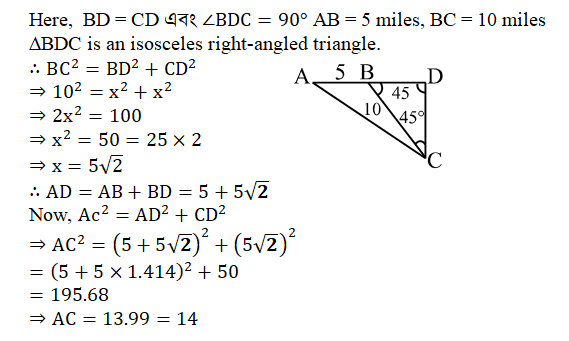 Here, BD = CD এবং ∠BDC = 90° AB = 5 miles, BC = 10 miles
ΔBDC is an isosceles right-angled triangle.
∴ BC² = BD² + CD²
⇒ 10² = x² + x²
⇒ 2x² = 100
⇒ x² = 50 = 25 × 2
⇒ x = 5√2
∴ AD = AB + BD = 5 + 5√2
Now, Ac² = AD² + CD²
⇒ AC² = (5 + 5√2)² + (5√2)²
= (5 + 5 × 1.414)² + 50
= 195.68
⇒ AC = 13.99 = 14
A 5 B D
45
10 45°
C